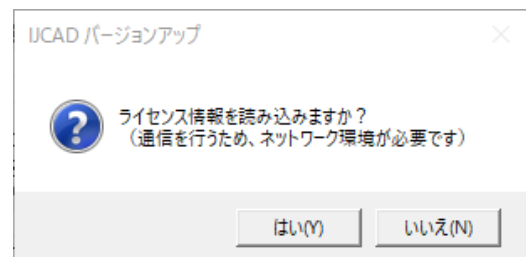 IJCAD バージョンアップ
ライセンス情報を読み込みますか？
（通信を行うため、ネットワーク環境が必要です）
はい(Y)
いいえ(N)